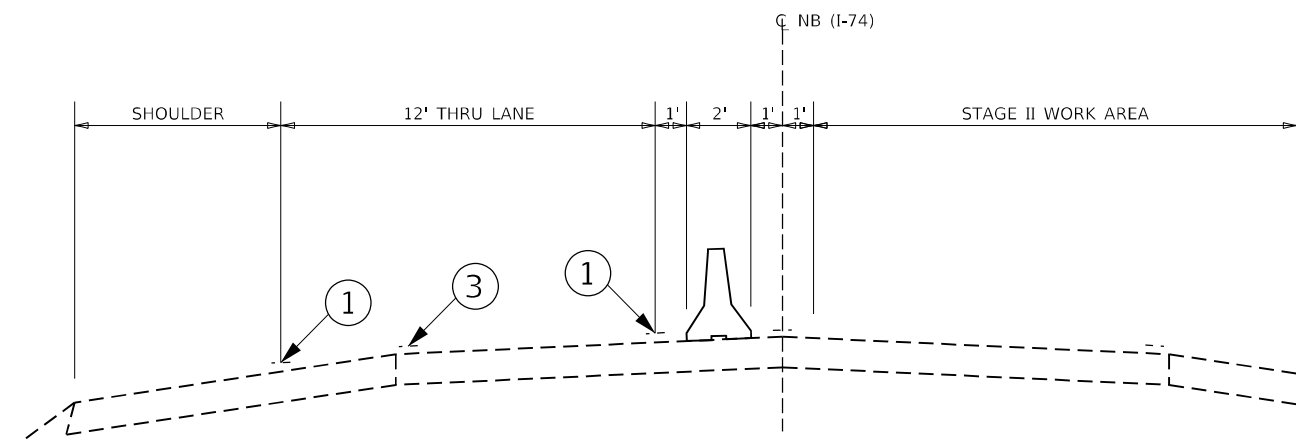 ℄ NB (I-74)
SHOULDER 12' THRU LANE 1' 2' 1' 1' STAGE II WORK AREA
1 3 1